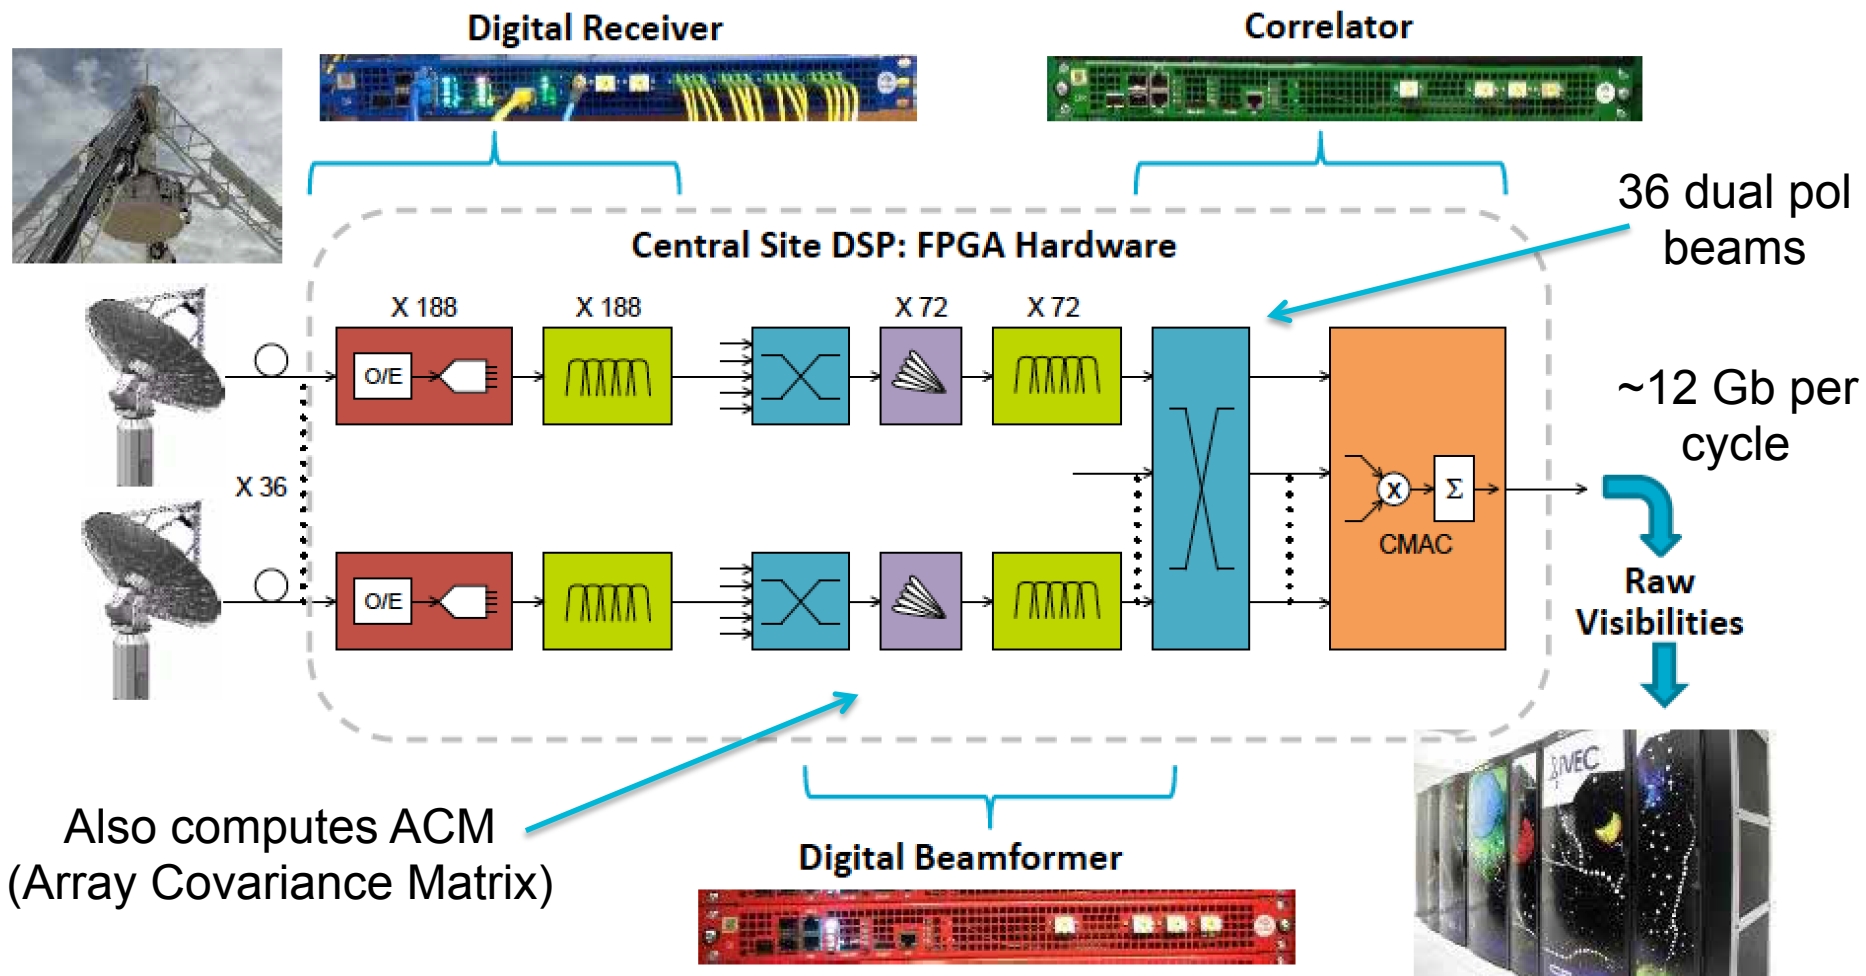 Digital Receiver
Correlator
36 dual pol
beams
Central Site DSP: FPGA Hardware
X 188
X 188
X 72
X 72
O/E
~12 Gb per
cycle
X 36
X
Σ
CMAC
O/E
Raw
Visibilities
iVEC
Also computes ACM
(Array Covariance Matrix)
Digital Beamformer